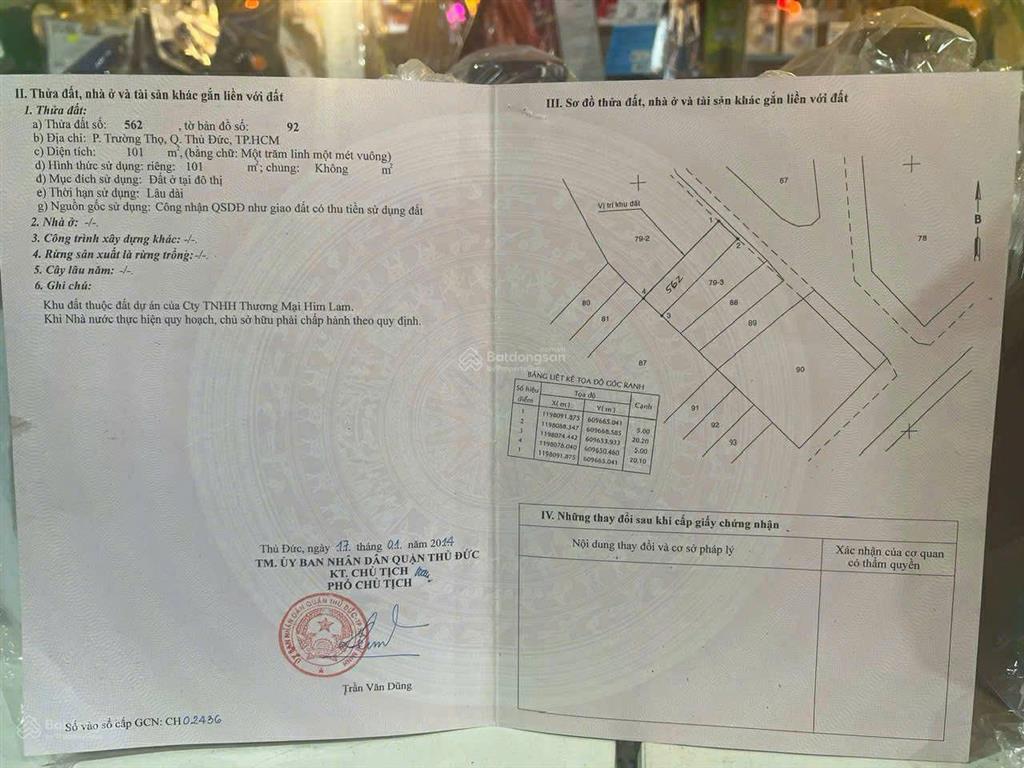 II. Thửa đất, nhà ở và tài sản khác gắn liền với đất
1. Thửa đất:
a) Thửa đất số: 562 , tờ bản đồ số: 92
b) Địa chỉ: P. Trường Thọ, Q. Thủ Đức, TP.HCM
c) Diện tích: 101 m², (bằng chữ: Một trăm linh một mét vuông)
d) Hình thức sử dụng: riêng: 101 m²; chung: Không m²
đ) Mục đích sử dụng: Đất ở tại đô thị
e) Thời hạn sử dụng: Lâu dài
g) Nguồn gốc sử dụng: Công nhận QSDĐ như giao đất có thu tiền sử dụng đất
2. Nhà ở: -/-.
3. Công trình xây dựng khác: -/-.
4. Rừng sản xuất là rừng trồng: -/-.
5. Cây lâu năm: -/-.
6. Ghi chú:
Khu đất thuộc đất dự án của Cty TNHH Thương Mại Him Lam.
Khi Nhà nước thực hiện quy hoạch, chủ sở hữu phải chấp hành theo quy định.
Thủ Đức, ngày 17 tháng 01 năm 2014
TM. ỦY BAN NHÂN DÂN QUẬN THỦ ĐỨC
KT. CHỦ TỊCH
PHÓ CHỦ TỊCH
Trần Văn Dũng
Số vào sổ cấp GCN: CH 02436
III. Sơ đồ thửa đất, nhà ở và tài sản khác gắn liền với đất
67
Vị trí khu đất
B
78
79-2
1
2
562
79-3
80
81
4
3
88
89
87
90
91
92
93
BẢNG LIỆT KÊ TỌA ĐỘ GÓC RANH
Số hiệu điểm Tọa độ Cạnh
X( m ) Y( m )
1 1198091.875 609665.041
5.00
2 1198088.347 609668.585
20.20
3 1198074.442 609653.933
5.00
4 1198078.040 609650.460
20.10
1 1198091.875 609665.041
IV. Những thay đổi sau khi cấp giấy chứng nhận
Nội dung thay đổi và cơ sở pháp lý
Xác nhận của cơ quan
có thẩm quyền
Batdongsan